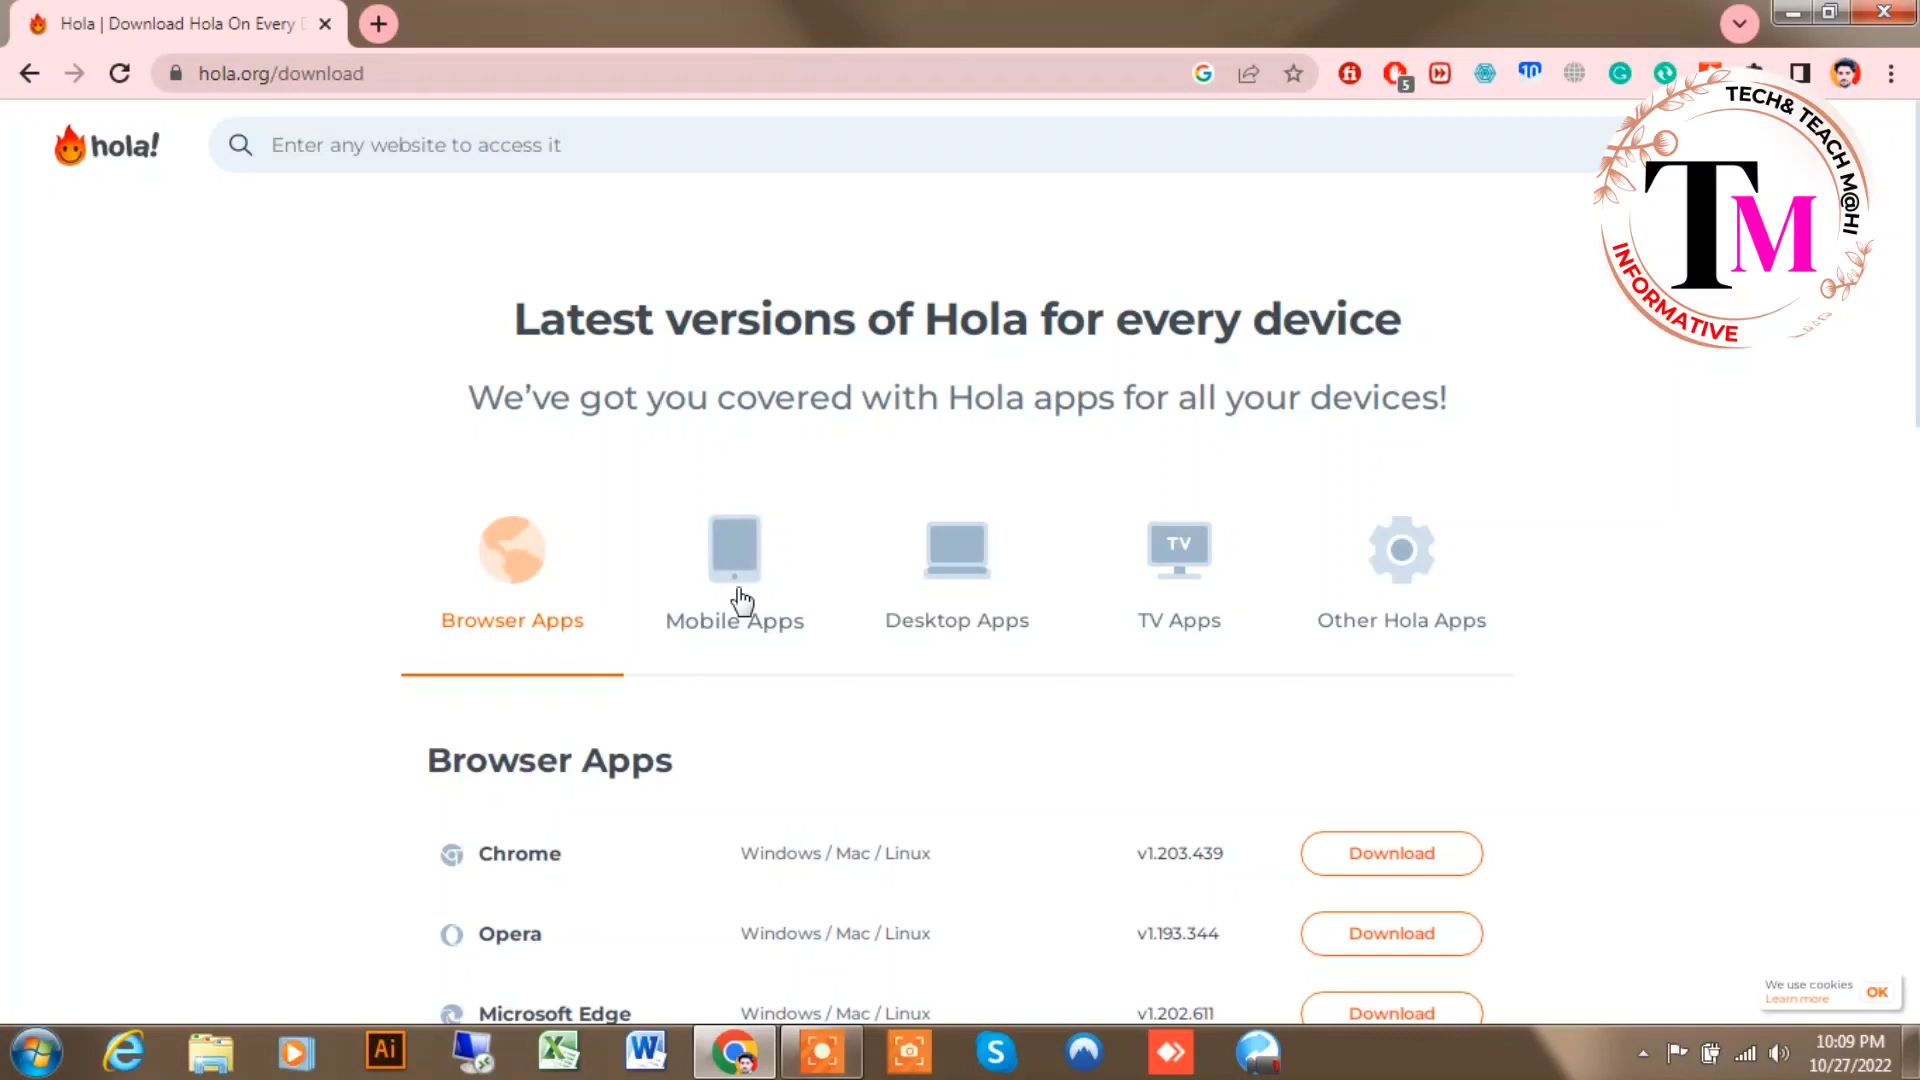 Hola | Download Hola On Every
hola.org/download
5
hola!
Enter any website to access it
TECH& TEACH M@HI
TM
INFORMATIVE
Latest versions of Hola for every device
We've got you covered with Hola apps for all your devices!
TV
Browser Apps
Mobile Apps
Desktop Apps
TV Apps
Other Hola Apps
Browser Apps
Chrome Windows / Mac / Linux v1.203.439 Download
Opera Windows / Mac / Linux v1.193.344 Download
Microsoft Edge Windows / Mac / Linux v1.202.611 Download
We use cookies
Learn more
OK
Ai
10:09 PM
10/27/2022